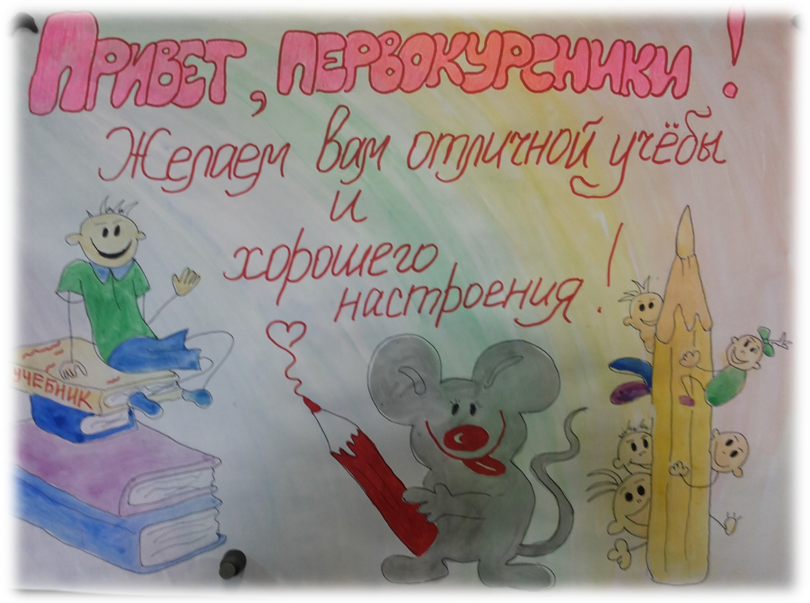 Привет, первокурсники!
Желаем вам отличной учёбы
и
хорошего
настроения!
УЧЕБНИК